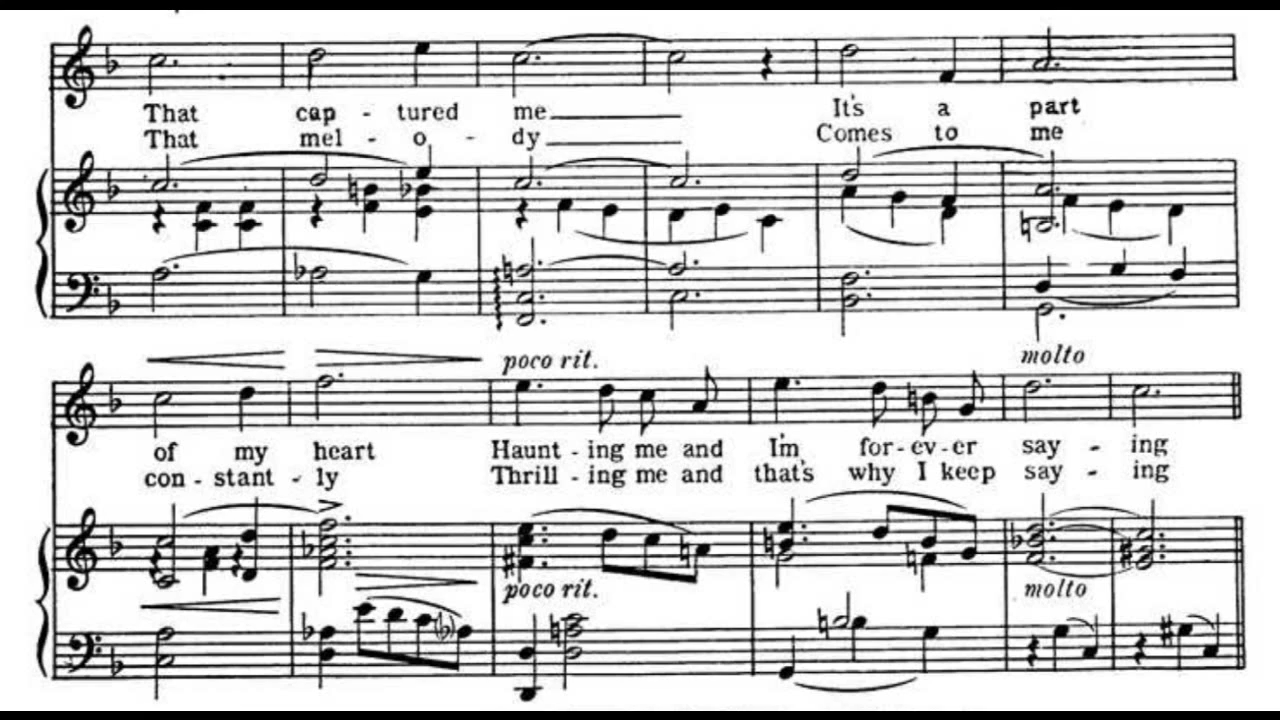 That cap - tured me It's a part
That mel - o - dy Comes to me
poco rit. molto
of my heart Haunt - ing me and I'm for - ev - er say - ing
con - stant - ly Thrill - ing me and that's why I keep say - ing
poco rit. molto